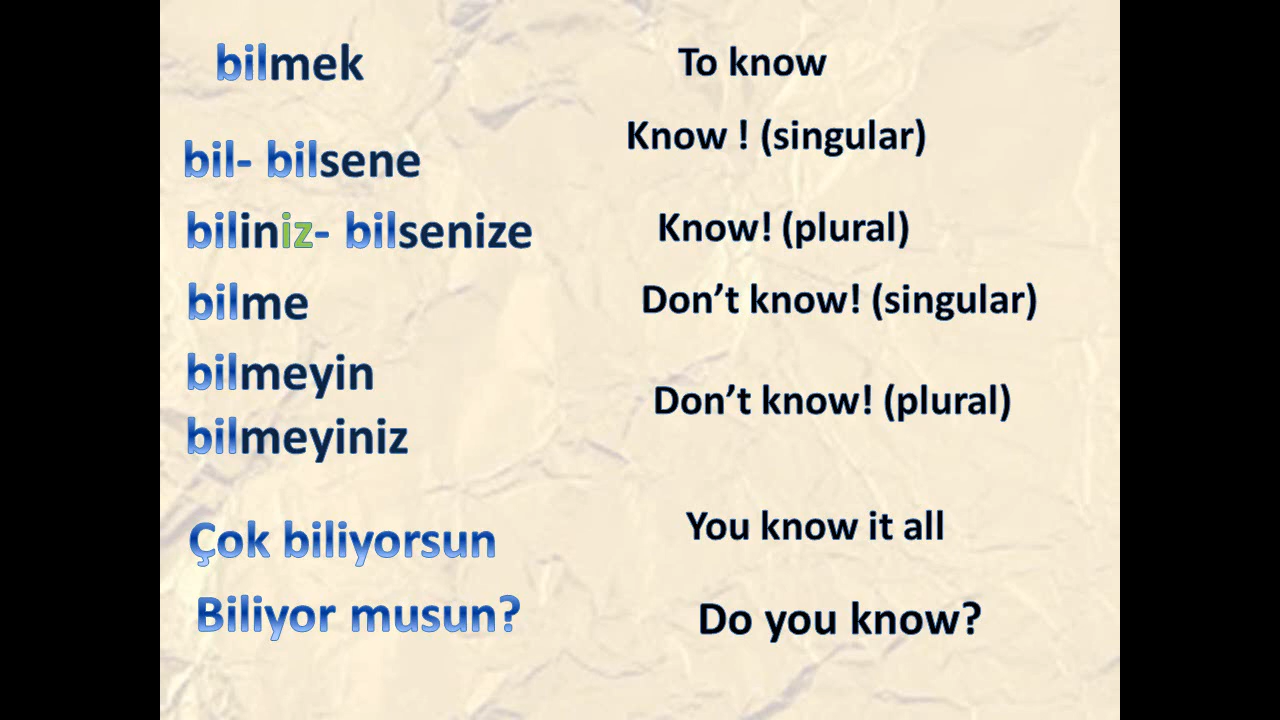 bilmek To know
bil- bilsene Know ! (singular)
biliniz- bilsenize Know! (plural)
bilme Don’t know! (singular)
bilmeyin
bilmeyiniz Don’t know! (plural)
Çok biliyorsun You know it all
Biliyor musun? Do you know?